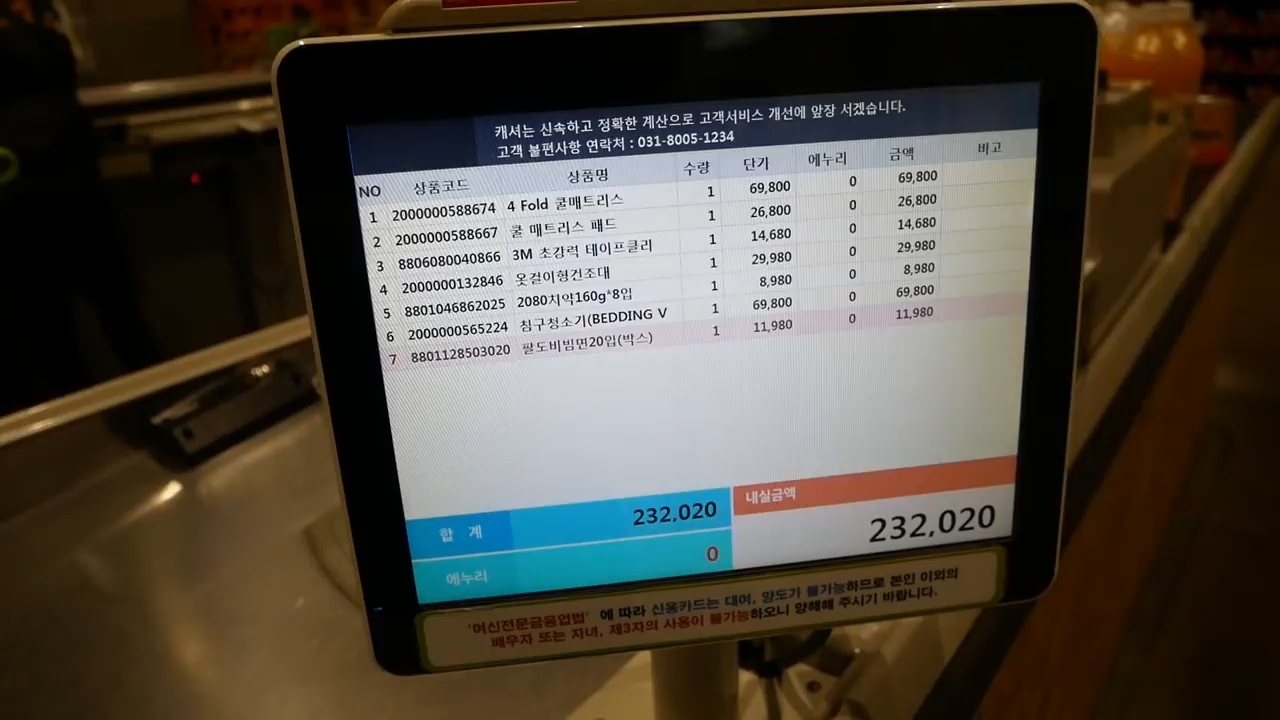 캐셔는 신속하고 정확한 계산으로 고객서비스 개선에 앞장 서겠습니다.
고객 불편사항 연락처 : 031-8005-1234
NO 상품코드 상품명 수량 단가 에누리 금액 비고
1 2000000588674 4 Fold 쿨매트리스 1 69,800 0 69,800
2 2000000588667 쿨 매트리스 패드 1 26,800 0 26,800
3 8806080040866 3M 초강력 테이프클리 1 14,680 0 14,680
4 2000000132846 옷걸이형건조대 1 29,980 0 29,980
5 8801046862025 2080치약160g*8입 1 8,980 0 8,980
6 2000000565224 침구청소기(BEDDING V 1 69,800 0 69,800
7 8801128503020 팔도비빔면20입(박스) 1 11,980 0 11,980
합 계 232,020
에누리 0
내실금액
232,020
'여신전문금융업법' 에 따라 신용카드는 대여, 양도가 불가능하므로 본인 이외의
배우자 또는 자녀, 제3자의 사용이 불가능하오니 양해해 주시기 바랍니다.